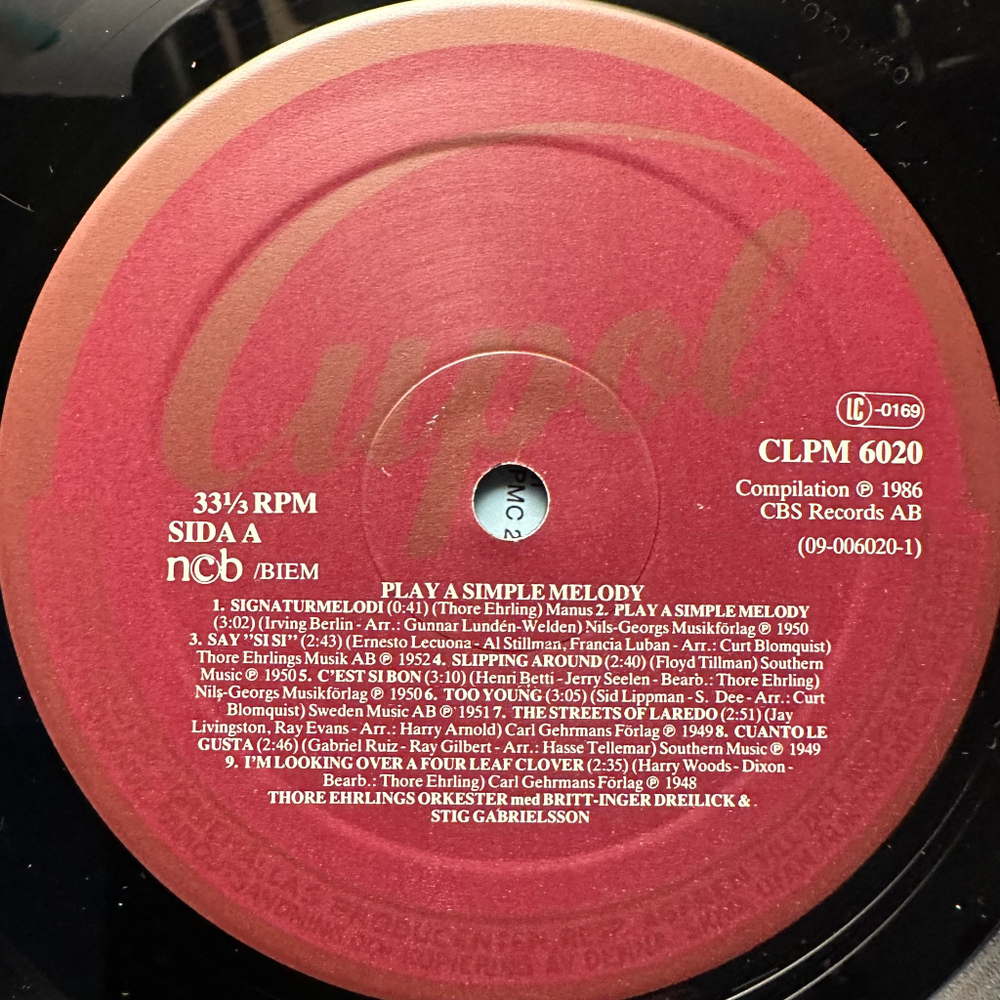 Cupol
LC -0169
CLPM 6020
Compilation ℗ 1986
CBS Records AB
(09-006020-1)
33⅓ RPM
SIDA A
ncb /BIEM
PMC 2
PLAY A SIMPLE MELODY
1. SIGNATURMELODI (0:41) (Thore Ehrling) Manus 2. PLAY A SIMPLE MELODY
(3:02) (Irving Berlin - Arr.: Gunnar Lundén-Welden) Nils-Georgs Musikförlag ℗ 1950
3. SAY ”SI SI” (2:43) (Ernesto Lecuona - Al Stillman, Francia Luban - Arr.: Curt Blomquist)
Thore Ehrlings Musik AB ℗ 1952 4. SLIPPING AROUND (2:40) (Floyd Tillman) Southern
Music ℗ 1950 5. C'EST SI BON (3:10) (Henri Betti - Jerry Seelen - Bearb.: Thore Ehrling)
Nils-Georgs Musikförlag ℗ 1950 6. TOO YOUNG (3:05) (Sid Lippman - S. Dee - Arr.: Curt
Blomquist) Sweden Music AB ℗ 1951 7. THE STREETS OF LAREDO (2:51) (Jay
Livingston, Ray Evans - Arr.: Harry Arnold) Carl Gehrmans Förlag ℗ 1949 8. CUANTO LE
GUSTA (2:46) (Gabriel Ruiz - Ray Gilbert - Arr.: Hasse Tellemar) Southern Music ℗ 1949
9. I'M LOOKING OVER A FOUR LEAF CLOVER (2:35) (Harry Woods - Dixon -
Bearb.: Thore Ehrling) Carl Gehrmans Förlag ℗ 1948
THORE EHRLINGS ORKESTER med BRITT-INGER DREILICK &
STIG GABRIELSSON